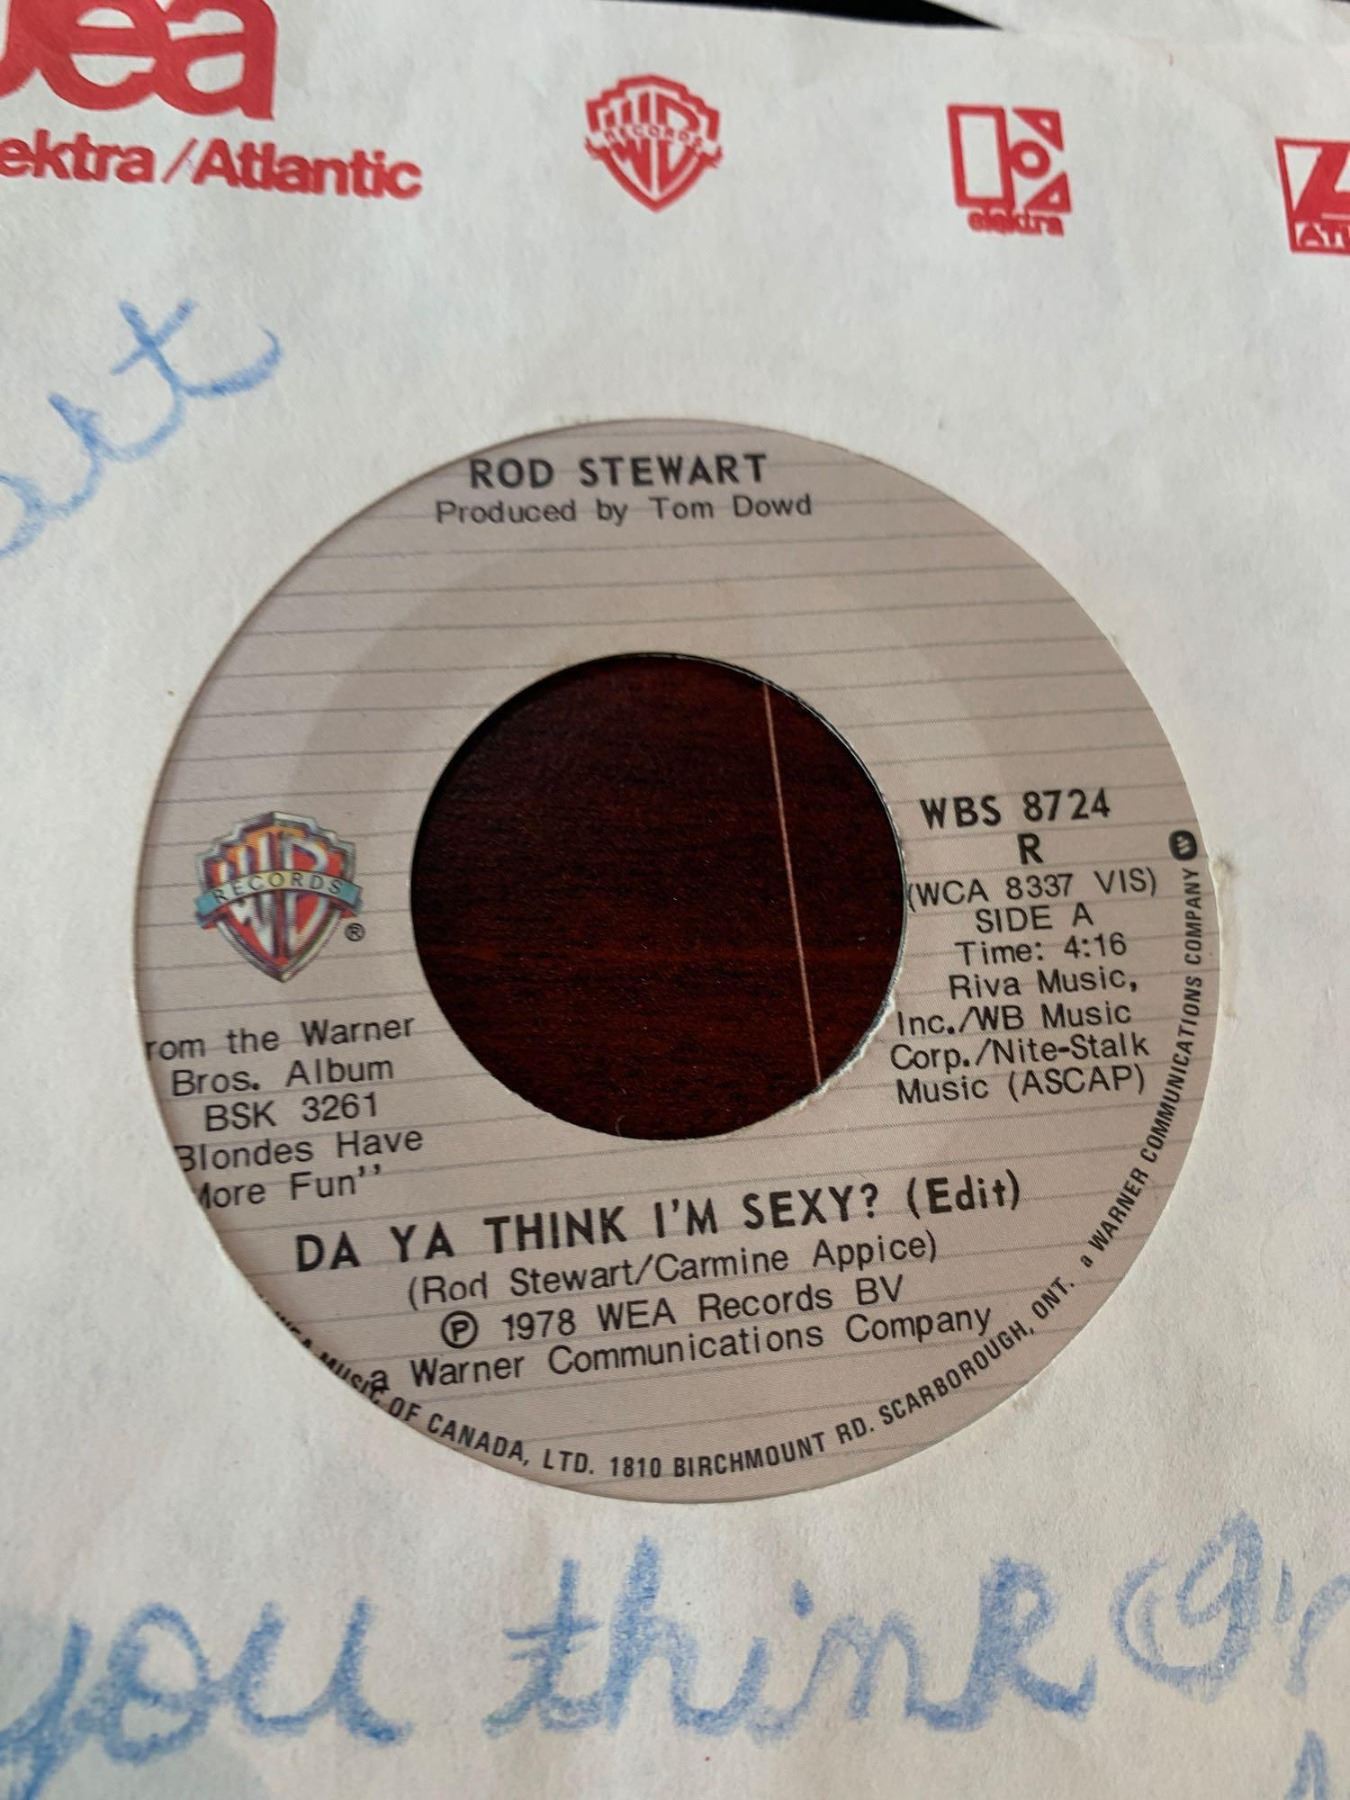 ea
ektra/Atlantic
RECORDS
elektra
ROD STEWART
Produced by Tom Dowd
RECORDS
®
rom the Warner
Bros. Album
BSK 3261
Blondes Have
More Fun''
WBS 8724
R
(WCA 8337 VIS)
SIDE A
Time: 4:16
Riva Music,
Inc./WB Music
Corp./Nite-Stalk
Music (ASCAP)
DA YA THINK I'M SEXY? (Edit)
(Rod Stewart/Carmine Appice)
℗ 1978 WEA Records BV
a Warner Communications Company
WEA MUSIC OF CANADA, LTD. 1810 BIRCHMOUNT RD. SCARBOROUGH, ONT. a WARNER COMMUNICATIONS COMPANY
you think